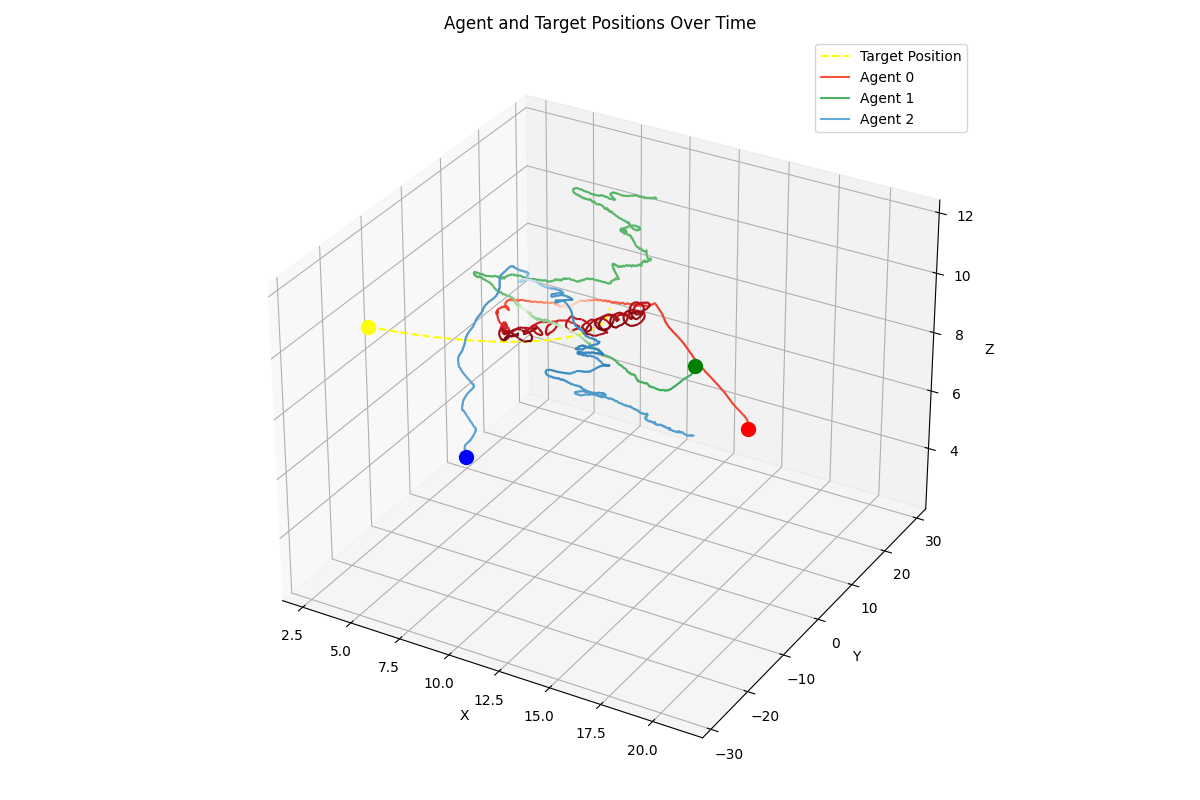 Agent and Target Positions Over Time
Target Position
Agent 0
Agent 1
Agent 2
12
10
8
6
4
Z
30
20
10
0
−10
−20
−30
Y
2.5
5.0
7.5
10.0
12.5
15.0
17.5
20.0
X